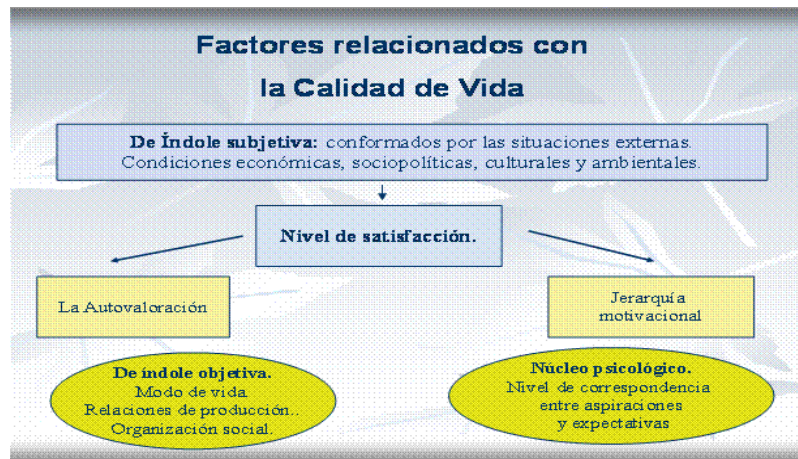 Factores relacionados con
la Calidad de Vida
De Índole subjetiva: conformados por las situaciones externas.
Condiciones económicas, sociopolíticas, culturales y ambientales.
Nivel de satisfacción.
La Autovaloración
Jerarquía
motivacional
De índole objetiva.
Modo de vida
Relaciones de producción..
Organización social.
Núcleo psicológico.
Nivel de correspondencia
entre aspiraciones
y expectativas